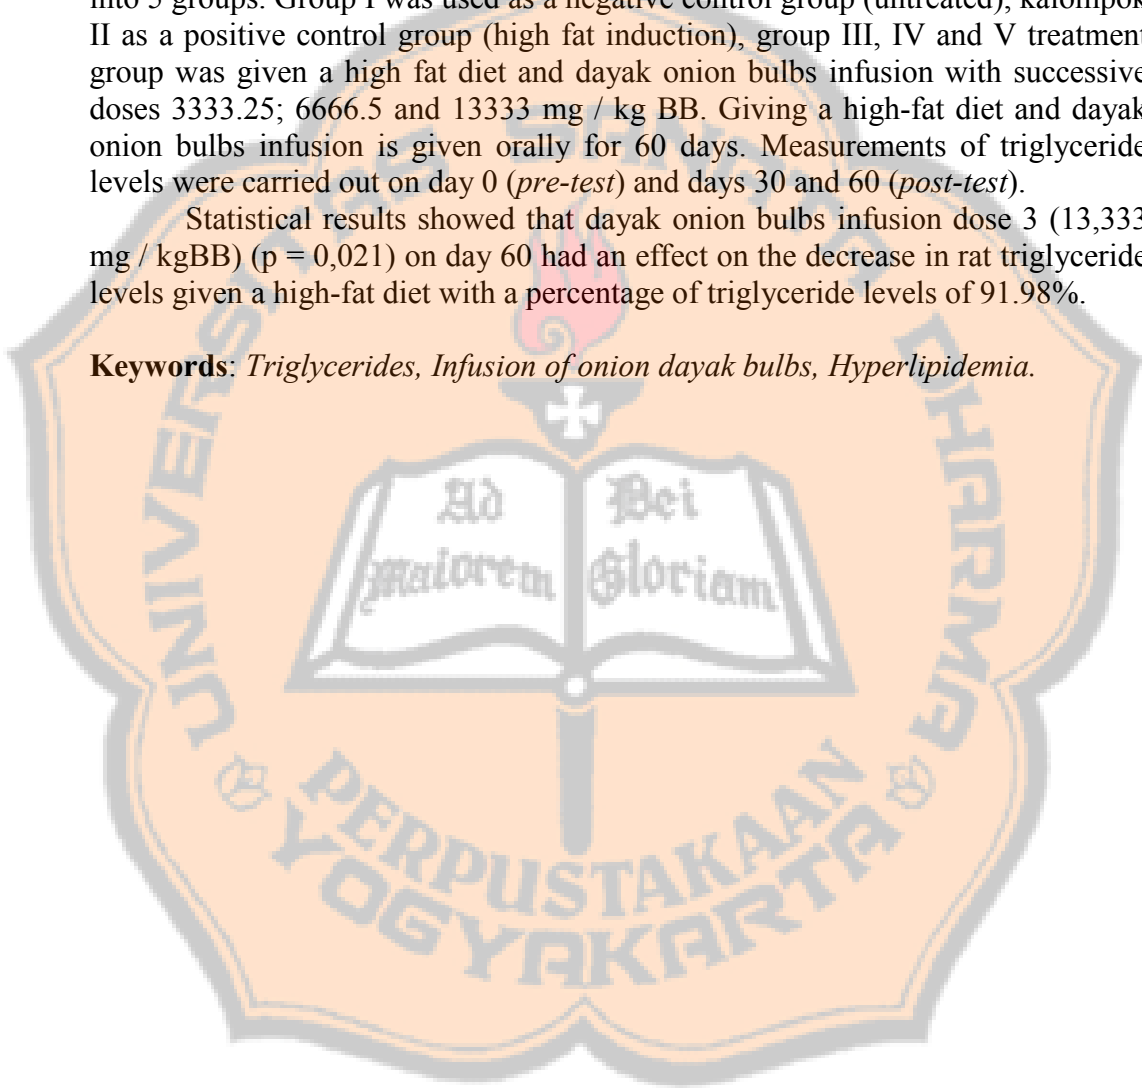 into 5 groups. Group I was used as a negative control group (untreated), kalompok
II as a positive control group (high fat induction), group III, IV and V treatment
group was given a high fat diet and dayak onion bulbs infusion with successive
doses 3333.25; 6666.5 and 13333 mg / kg BB. Giving a high-fat diet and dayak
onion bulbs infusion is given orally for 60 days. Measurements of triglyceride
levels were carried out on day 0 (pre-test) and days 30 and 60 (post-test).
Statistical results showed that dayak onion bulbs infusion dose 3 (13,333
mg / kgBB) (p = 0,021) on day 60 had an effect on the decrease in rat triglyceride
levels given a high-fat diet with a percentage of triglyceride levels of 91.98%.
Keywords: Triglycerides, Infusion of onion dayak bulbs, Hyperlipidemia.
UNIVERSITAS SANATA DHARMA
Ad Dei
Maiorem Gloriam
PERPUSTAKAAN
YOGYAKARTA